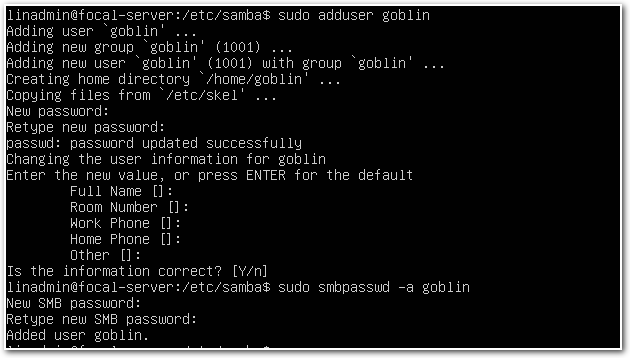 linadmin@focal-server:/etc/samba$ sudo adduser goblin
Adding user `goblin' ...
Adding new group `goblin' (1001) ...
Adding new user `goblin' (1001) with group `goblin' ...
Creating home directory `/home/goblin' ...
Copying files from `/etc/skel' ...
New password:
Retype new password:
passwd: password updated successfully
Changing the user information for goblin
Enter the new value, or press ENTER for the default
Full Name []:
Room Number []:
Work Phone []:
Home Phone []:
Other []:
Is the information correct? [Y/n]
linadmin@focal-server:/etc/samba$ sudo smbpasswd -a goblin
New SMB password:
Retype new SMB password:
Added user goblin.